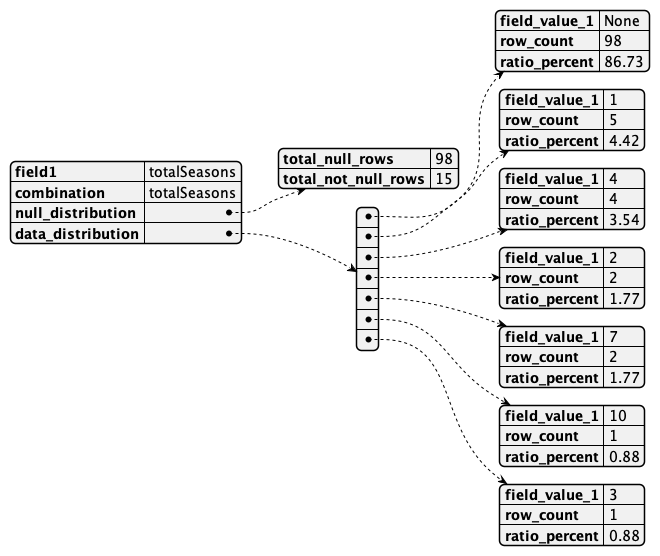 field1 totalSeasons
combination totalSeasons
null_distribution
data_distribution
total_null_rows 98
total_not_null_rows 15
field_value_1 None
row_count 98
ratio_percent 86.73
field_value_1 1
row_count 5
ratio_percent 4.42
field_value_1 4
row_count 4
ratio_percent 3.54
field_value_1 2
row_count 2
ratio_percent 1.77
field_value_1 7
row_count 2
ratio_percent 1.77
field_value_1 10
row_count 1
ratio_percent 0.88
field_value_1 3
row_count 1
ratio_percent 0.88